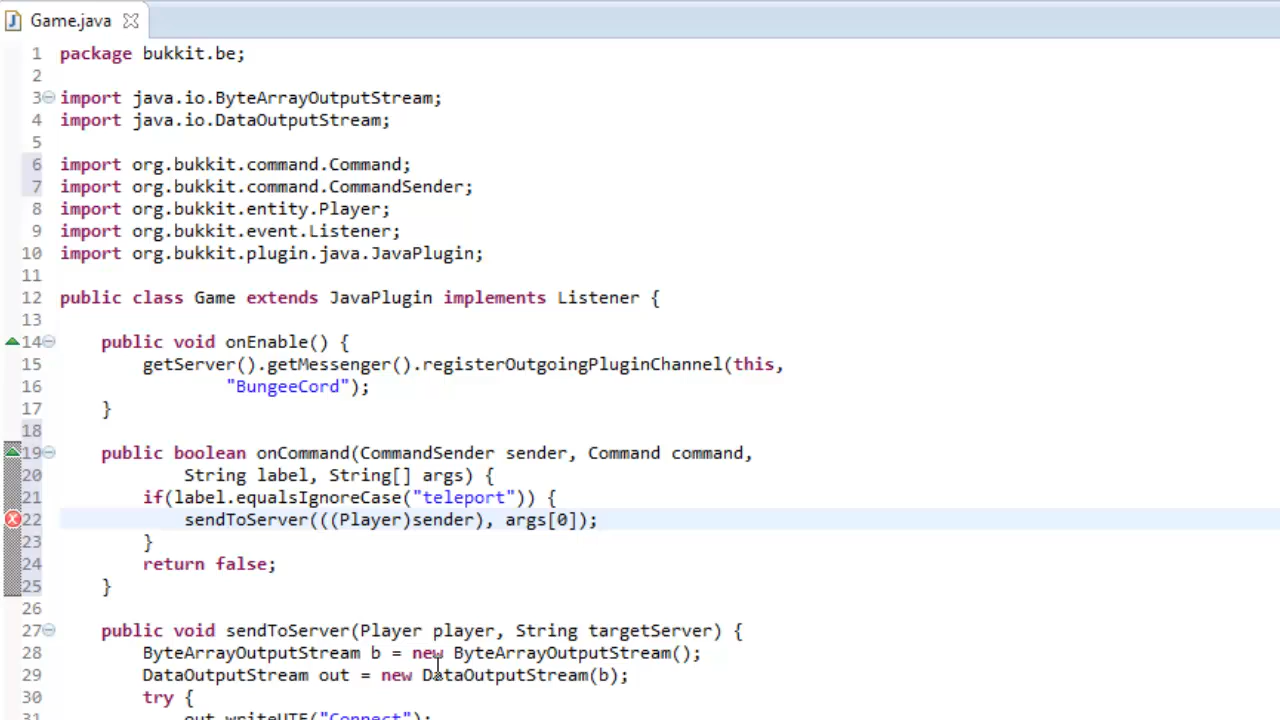 Game.java
1 package bukkit.be;
2
3 import java.io.ByteArrayOutputStream;
4 import java.io.DataOutputStream;
5
6 import org.bukkit.command.Command;
7 import org.bukkit.command.CommandSender;
8 import org.bukkit.entity.Player;
9 import org.bukkit.event.Listener;
10 import org.bukkit.plugin.java.JavaPlugin;
11
12 public class Game extends JavaPlugin implements Listener {
13
14 public void onEnable() {
15 getServer().getMessenger().registerOutgoingPluginChannel(this,
16 "BungeeCord");
17 }
18
19 public boolean onCommand(CommandSender sender, Command command,
20 String label, String[] args) {
21 if(label.equalsIgnoreCase("teleport")) {
22 sendToServer(((Player)sender), args[0]);
23 }
24 return false;
25 }
26
27 public void sendToServer(Player player, String targetServer) {
28 ByteArrayOutputStream b = new ByteArrayOutputStream();
29 DataOutputStream out = new DataOutputStream(b);
30 try {
31 out.writeUTF("Connect");